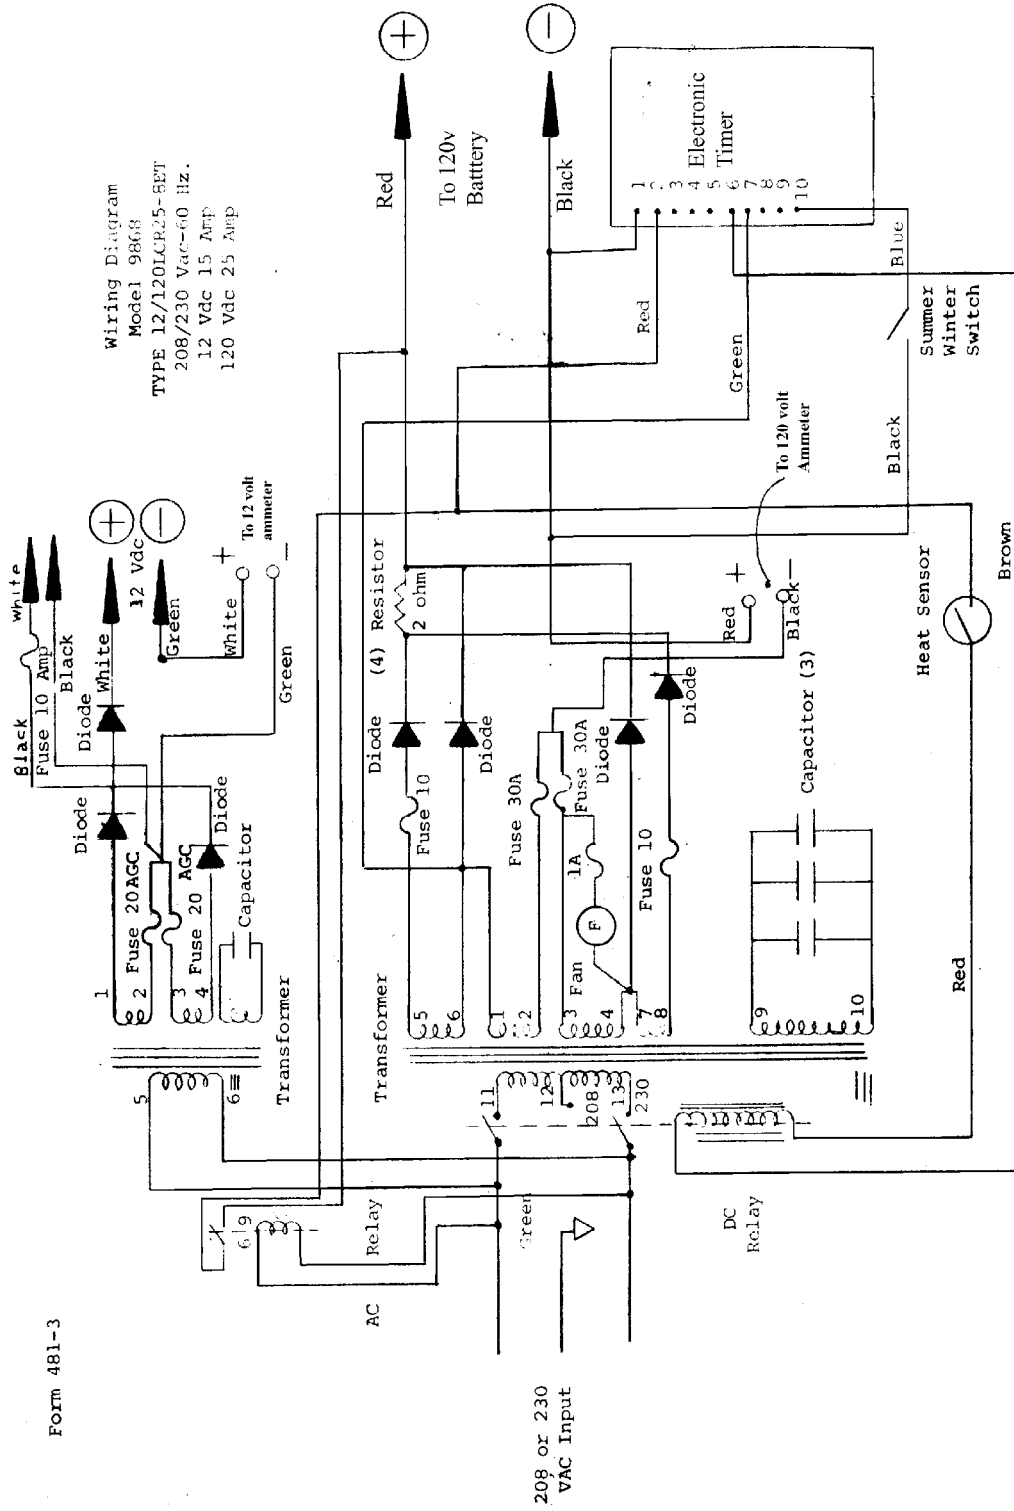 Form 481-3
Wiring Diagram
Model 9868
TYPE 12/120LCR25-8ET
208/230 Vac-60 Hz.
12 Vdc 15 Amp
120 Vdc 25 Amp
White
Black
Fuse 10 Amp
Black
Diode
Diode
White
12 Vdc
+
−
Green
1
2
3
4
Fuse 20AGC
Fuse 20 AGC
Diode
Capacitor
White
Green
+
−
To 12 volt
ammeter
5
6
Transformer
6 9
Relay
AC
Green
208 or 230
VAC Input
Transformer
5
6
1
2
3
4
7
8
9
10
11
12
208
13
230
DC
Relay
Fuse 10
Diode
Diode
(4) Resistor
2 ohm
Fuse 30A
Fuse 30A
1A
F
Fan
Diode
Fuse 10
Diode
Capacitor (3)
Red
+
Black
−
To 120 volt
Ammeter
Red
+
To 120v
Batttery
Black
−
Electronic
Timer
1
2
3
4
5
6
7
8
9
10
Red
Green
Blue
Black
Summer
Winter
Switch
Heat Sensor
Red
Brown